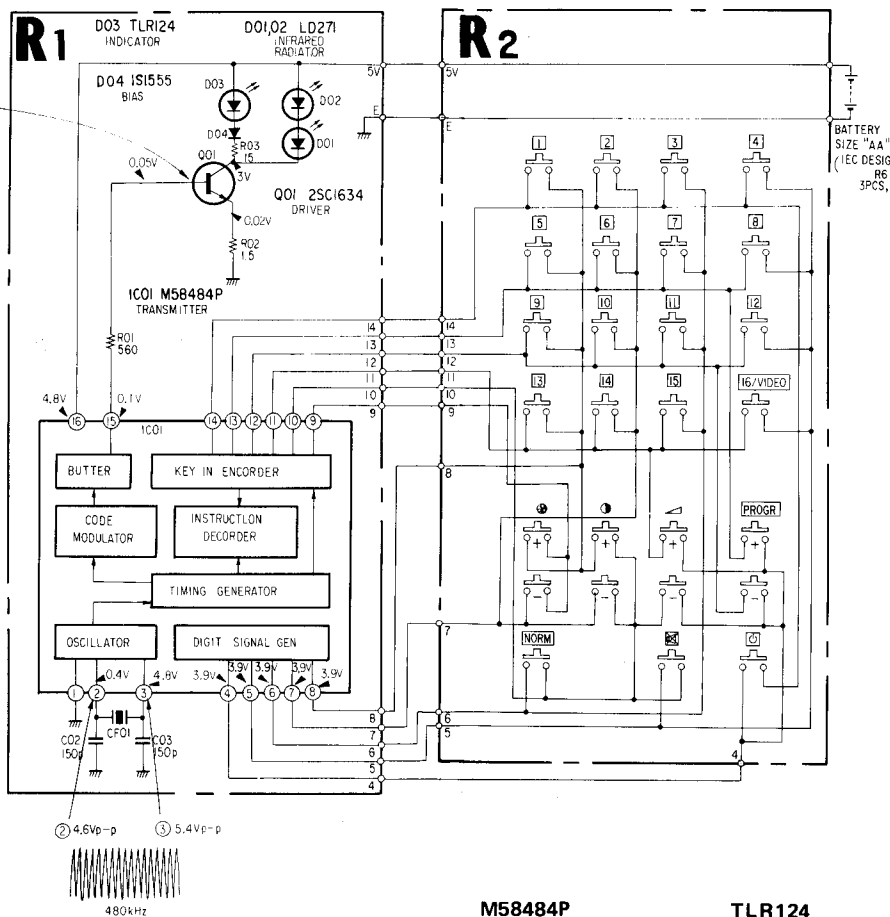 R1
D03 TLR124
INDICATOR
D01,02 LD271
INFRARED
RADIATOR
D04 1S1555
BIAS
D03
D04
R03
15
D02
D01
Q01
3V
0.05V
0.02V
Q01 2SC1634
DRIVER
R02
1.5
IC01 M58484P
TRANSMITTER
R01
560
4.8V
0.1V
16
15
14
13
12
11
10
9
IC01
BUTTER
KEY IN ENCORDER
CODE
MODULATOR
INSTRUCTION
DECORDER
TIMING GENERATOR
OSCILLATOR
DIGIT SIGNAL GEN
0.4V
4.8V
3.9V
3.9V
3.9V
3.9V
3.9V
1
2
3
4
5
6
7
8
C02
150p
CF01
C03
150p
② 4.6Vp-p
③ 5.4Vp-p
480kHz
5V
E
14
13
12
11
10
9
8
7
6
5
4
R2
5V
E
14
13
12
11
10
9
8
7
6
5
4
1
2
3
4
5
6
7
8
9
10
11
12
13
14
15
16/VIDEO
PROGR
+
+
+
+
-
-
-
-
NORM
BATTERY
SIZE "AA"
(IEC DESIG
R6
3PCS,
M58484P
TLR124